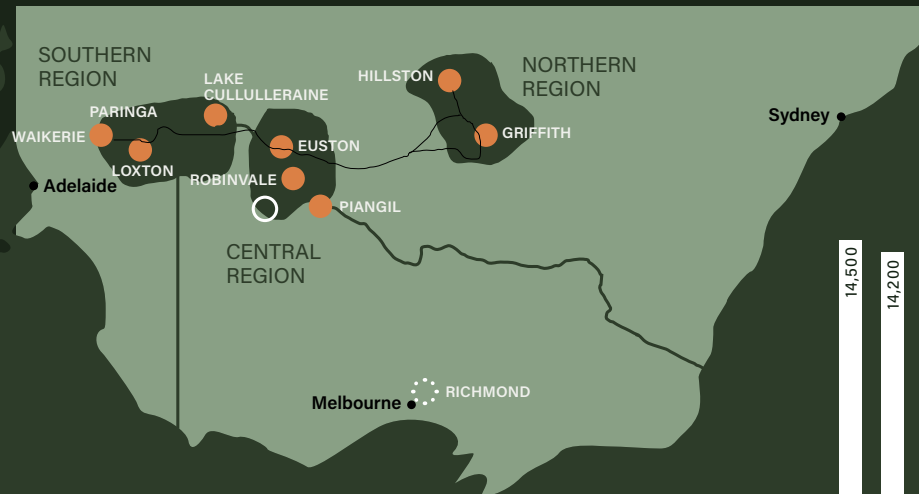 SOUTHERN
REGION
LAKE
CULLULLERAINE
PARINGA
WAIKERIE
LOXTON
Adelaide
HILLSTON
NORTHERN
REGION
GRIFFITH
Sydney
EUSTON
ROBINVALE
PIANGIL
CENTRAL
REGION
14,500
14,200
Melbourne
RICHMOND